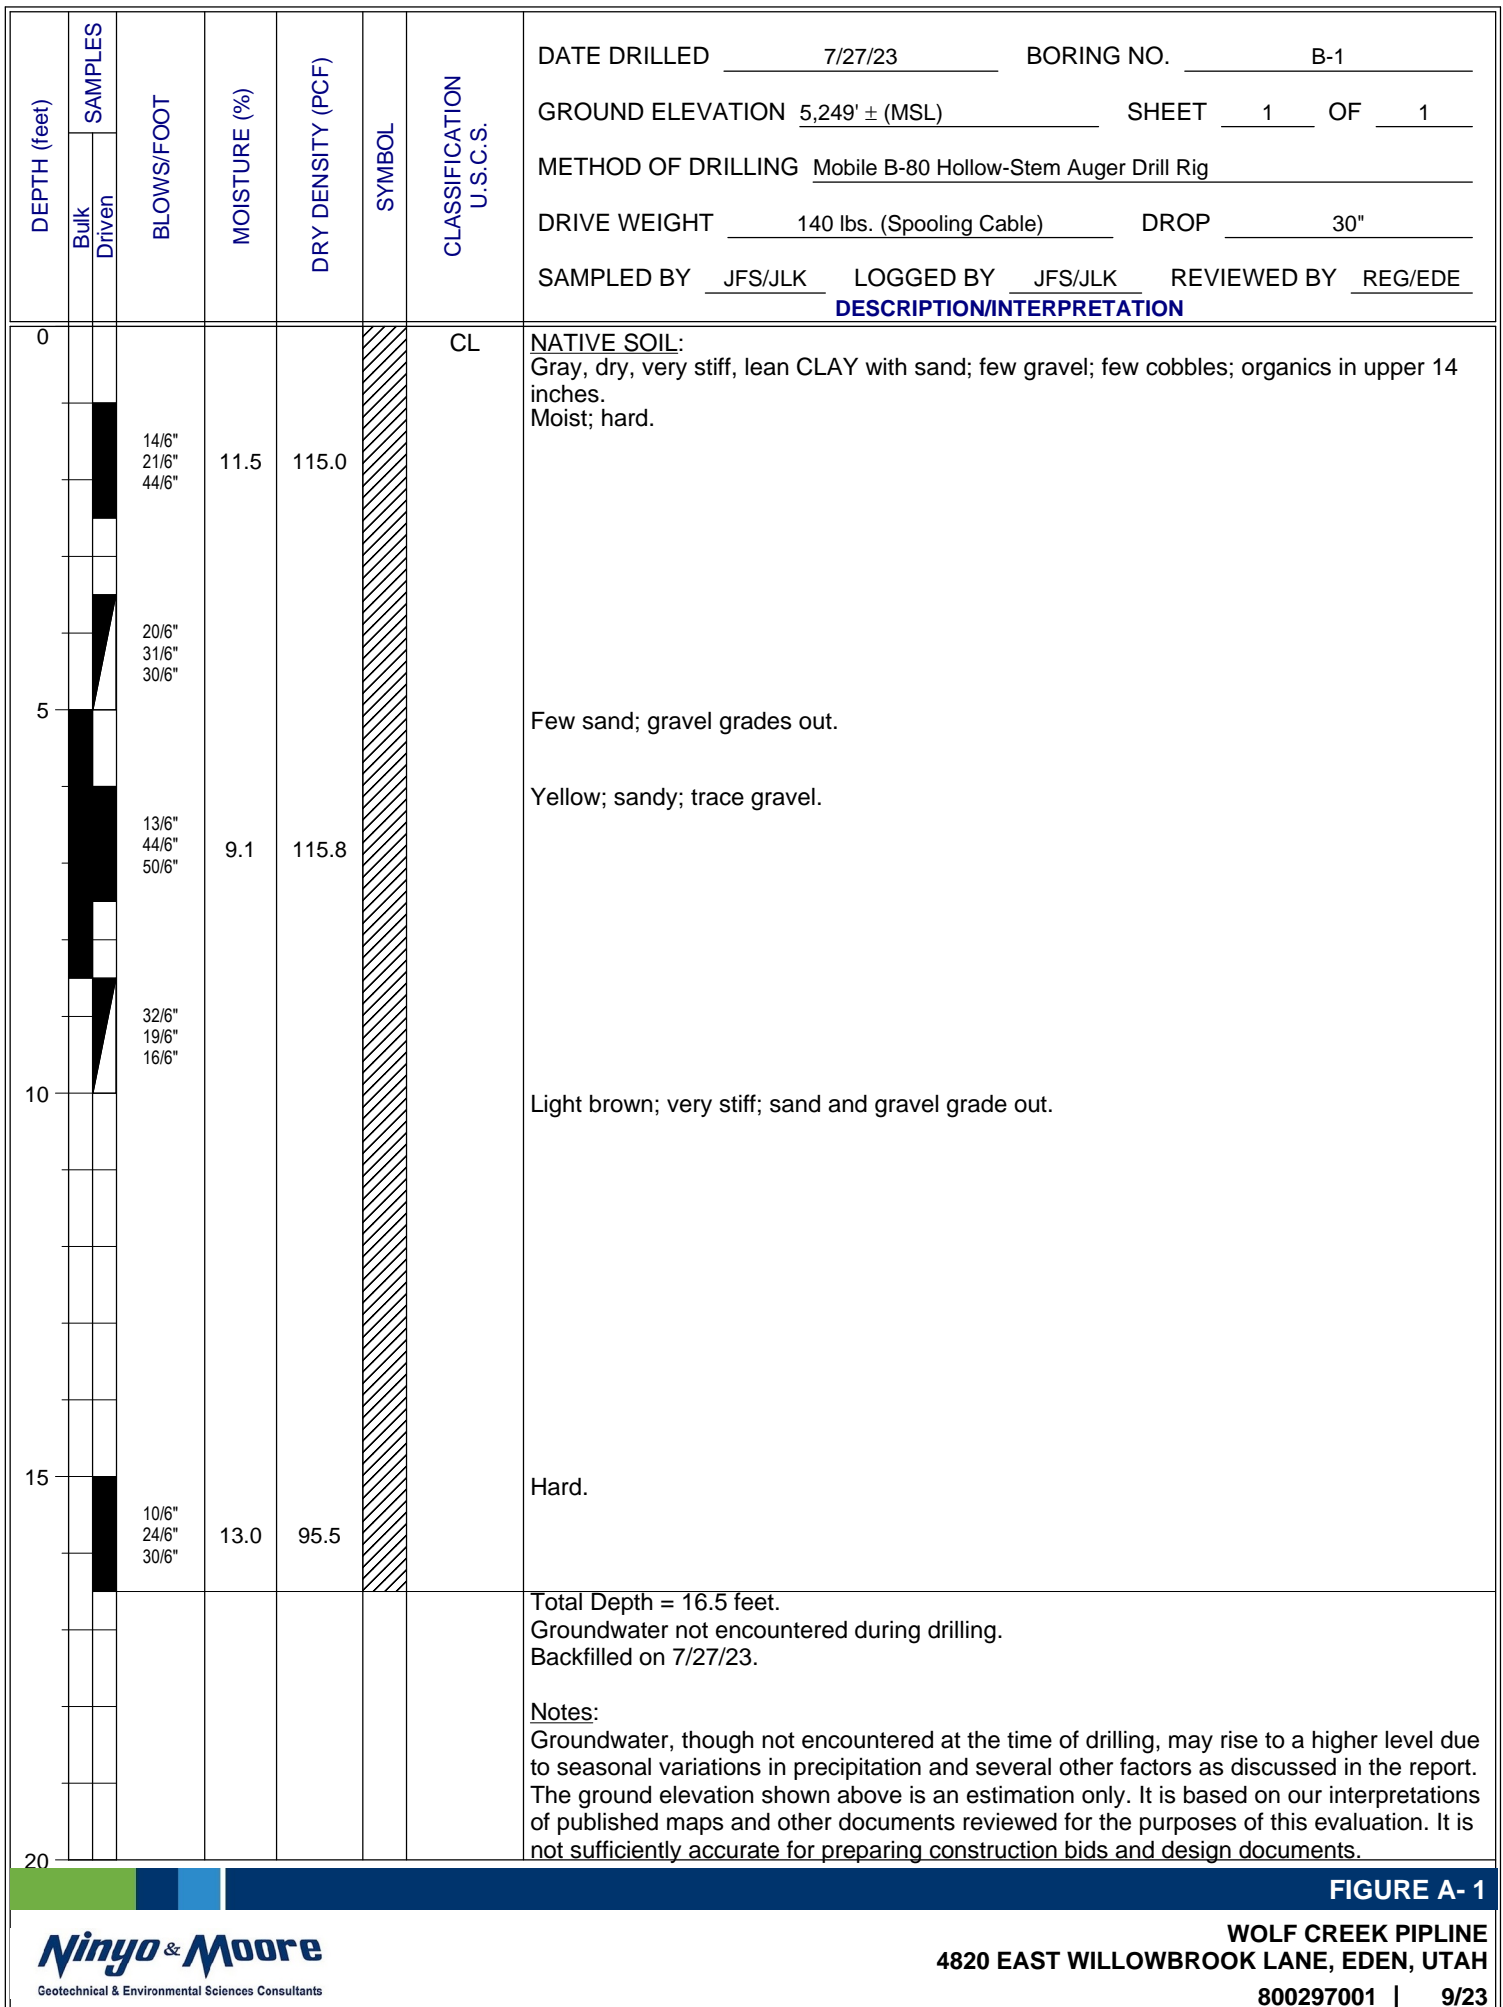 DEPTH (feet)
SAMPLES
Bulk
Driven
BLOWS/FOOT
MOISTURE (%)
DRY DENSITY (PCF)
SYMBOL
CLASSIFICATION
U.S.C.S.
DATE DRILLED 7/27/23 BORING NO. B-1
GROUND ELEVATION 5,249' ± (MSL) SHEET 1 OF 1
METHOD OF DRILLING Mobile B-80 Hollow-Stem Auger Drill Rig
DRIVE WEIGHT 140 lbs. (Spooling Cable) DROP 30"
SAMPLED BY JFS/JLK LOGGED BY JFS/JLK REVIEWED BY REG/EDE
DESCRIPTION/INTERPRETATION
0 CL NATIVE SOIL:
Gray, dry, very stiff, lean CLAY with sand; few gravel; few cobbles; organics in upper 14
inches.
Moist; hard.
14/6"
21/6" 11.5 115.0
44/6"
20/6"
31/6"
30/6"
5 Few sand; gravel grades out.
Yellow; sandy; trace gravel.
13/6"
44/6" 9.1 115.8
50/6"
32/6"
19/6"
16/6"
10 Light brown; very stiff; sand and gravel grade out.
15 Hard.
10/6"
24/6" 13.0 95.5
30/6"
Total Depth = 16.5 feet.
Groundwater not encountered during drilling.
Backfilled on 7/27/23.
Notes:
Groundwater, though not encountered at the time of drilling, may rise to a higher level due
to seasonal variations in precipitation and several other factors as discussed in the report.
The ground elevation shown above is an estimation only. It is based on our interpretations
of published maps and other documents reviewed for the purposes of this evaluation. It is
not sufficiently accurate for preparing construction bids and design documents.
20
FIGURE A- 1
Ninyo & Moore
Geotechnical & Environmental Sciences Consultants
WOLF CREEK PIPLINE
4820 EAST WILLOWBROOK LANE, EDEN, UTAH
800297001 | 9/23